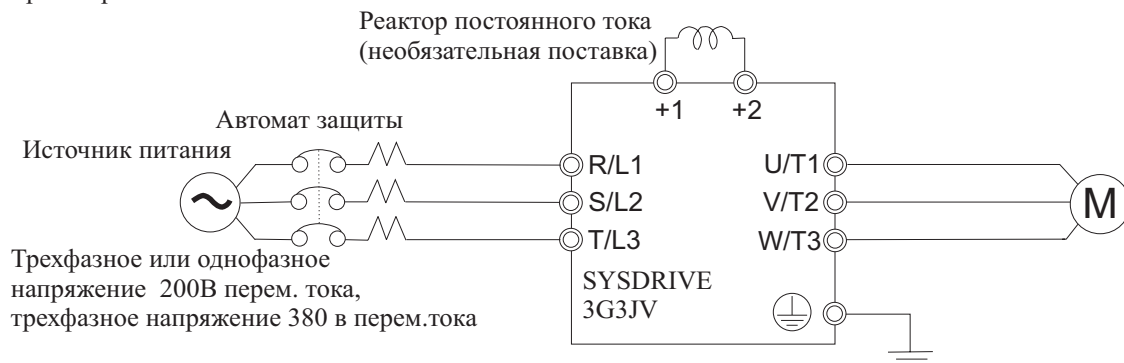 Реактор постоянного тока
(необязательная поставка)
+1
+2
Автомат защиты
Источник питания
R/L1
U/T1
S/L2
V/T2
M
T/L3
W/T3
Трехфазное или однофазное
напряжение 200В перем. тока,
трехфазное напряжение 380 в перем.тока
SYSDRIVE
3G3JV